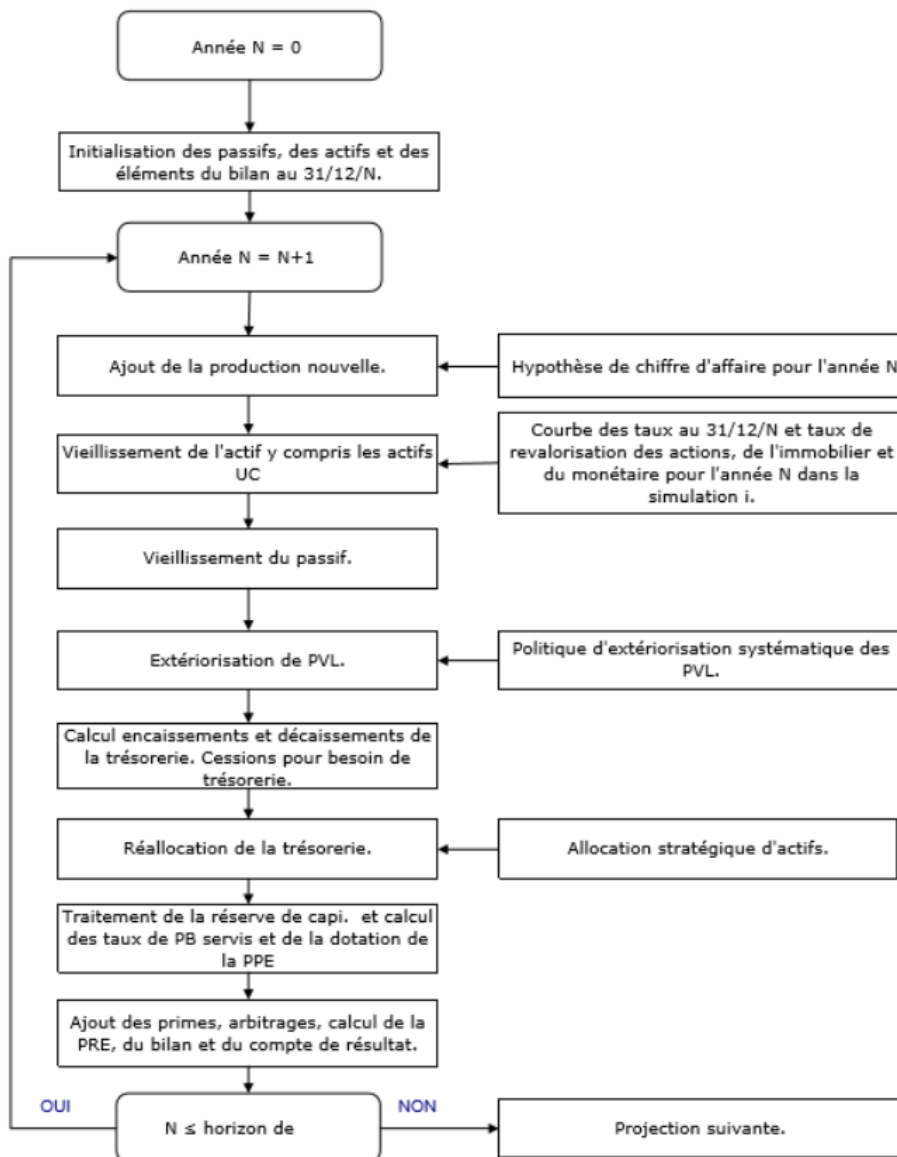 Année N = 0
Initialisation des passifs, des actifs et des
éléments du bilan au 31/12/N.
Année N = N+1
Ajout de la production nouvelle.
Hypothèse de chiffre d'affaire pour l'année N
Vieillissement de l'actif y compris les actifs
UC
Courbe des taux au 31/12/N et taux de
revalorisation des actions, de l'immobilier et
du monétaire pour l'année N dans la
simulation i.
Vieillissement du passif.
Extériorisation de PVL.
Politique d'extériorisation systématique des
PVL.
Calcul encaissements et décaissements de
la trésorerie. Cessions pour besoin de
trésorerie.
Réallocation de la trésorerie.
Allocation stratégique d'actifs.
Traitement de la réserve de capi. et calcul
des taux de PB servis et de la dotation de
la PPE
Ajout des primes, arbitrages, calcul de la
PRE, du bilan et du compte de résultat.
OUI
N ≤ horizon de
NON
Projection suivante.